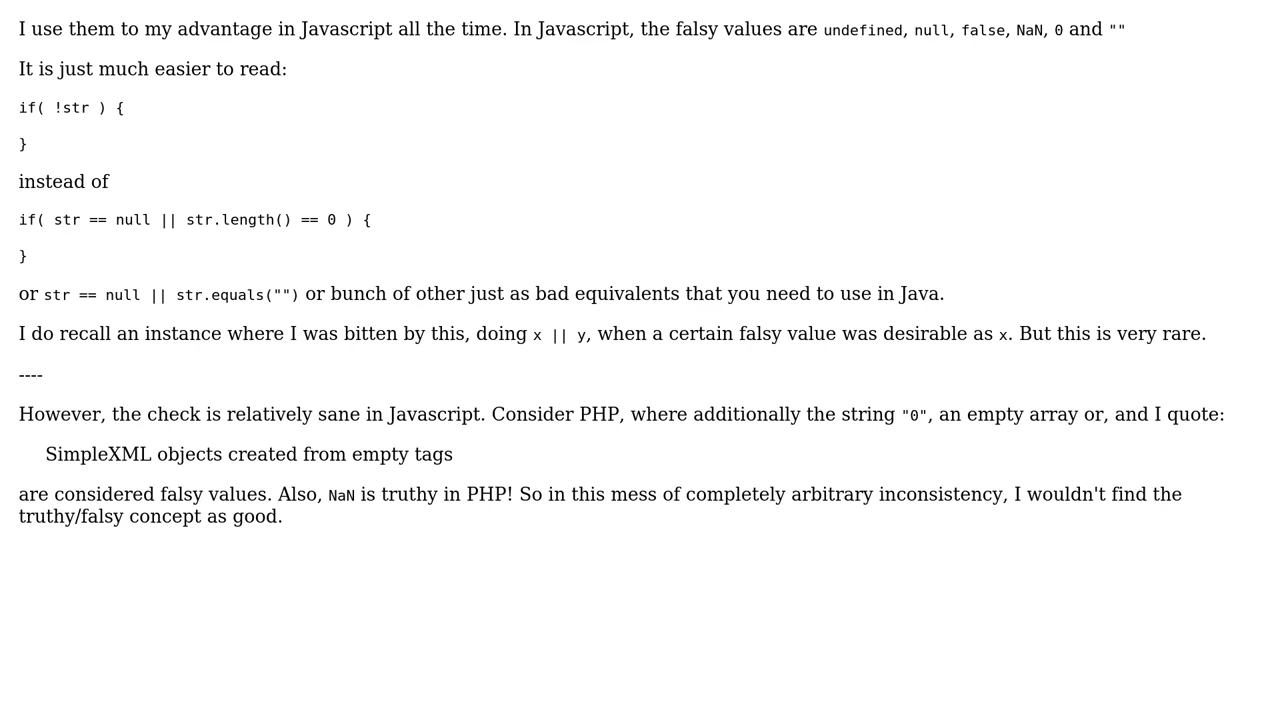 I use them to my advantage in Javascript all the time. In Javascript, the falsy values are undefined, null, false, NaN, 0 and ""
It is just much easier to read:
if( !str ) {
}
instead of
if( str == null || str.length() == 0 ) {
}
or str == null || str.equals("") or bunch of other just as bad equivalents that you need to use in Java.
I do recall an instance where I was bitten by this, doing x || y, when a certain falsy value was desirable as x. But this is very rare.
----
However, the check is relatively sane in Javascript. Consider PHP, where additionally the string "0", an empty array or, and I quote:
SimpleXML objects created from empty tags
are considered falsy values. Also, NaN is truthy in PHP! So in this mess of completely arbitrary inconsistency, I wouldn't find the
truthy/falsy concept as good.